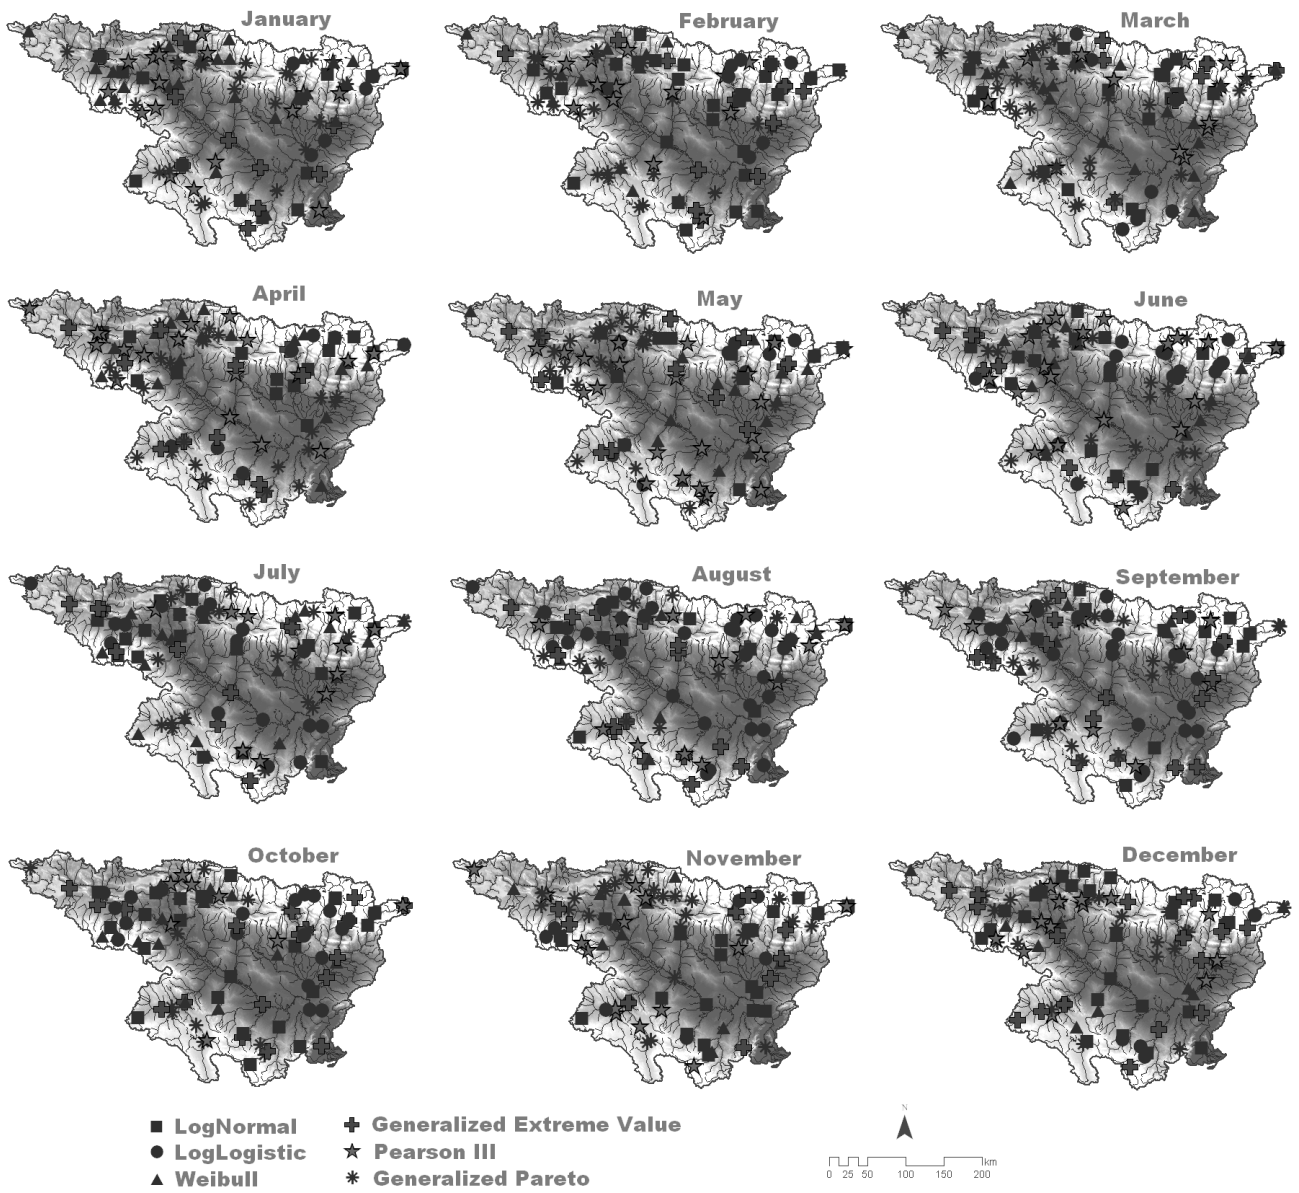 January February March
April May June
July August September
October November December
LogNormal Generalized Extreme Value
LogLogistic Pearson III
Weibull Generalized Pareto
N
km
0 25 50 100 150 200